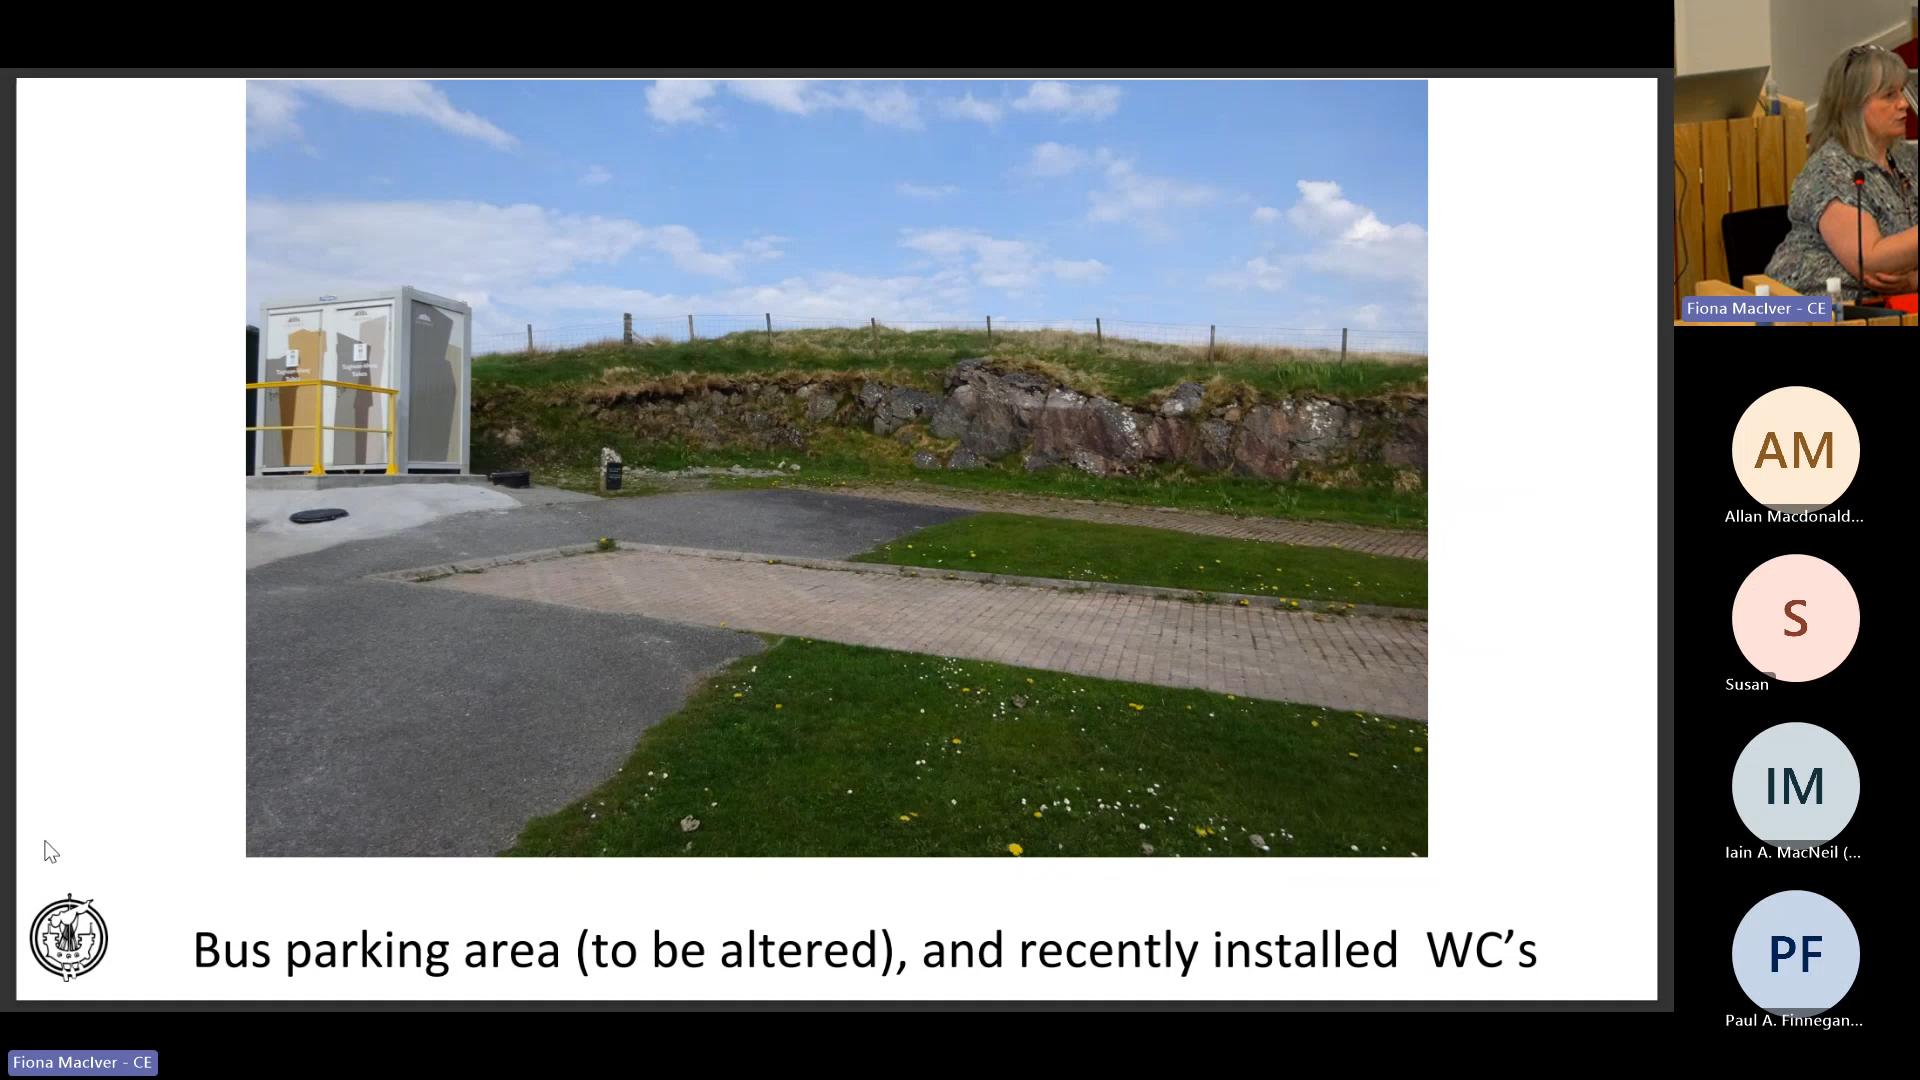 Bus parking area (to be altered), and recently installed WC's
Fiona MacIver - CE
AM
Allan Macdonald...
S
Susan
IM
Iain A. MacNeil (...
PF
Paul A. Finnegan...
Fiona MacIver - CE